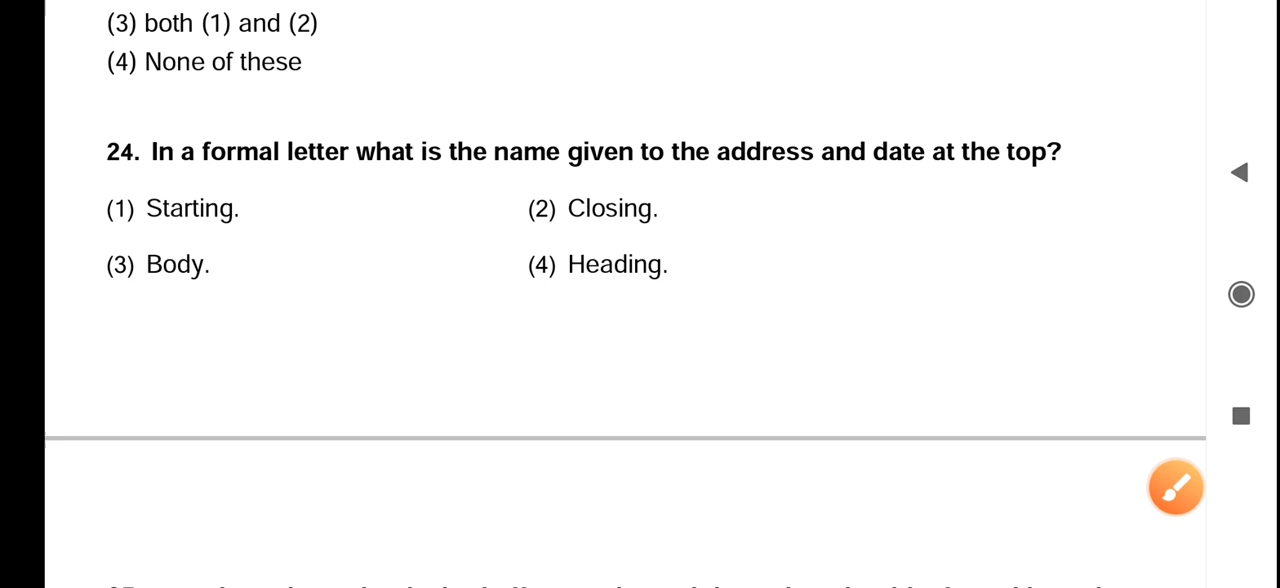 (3) both (1) and (2)
(4) None of these
24. In a formal letter what is the name given to the address and date at the top?
(1) Starting.
(2) Closing.
(3) Body.
(4) Heading.